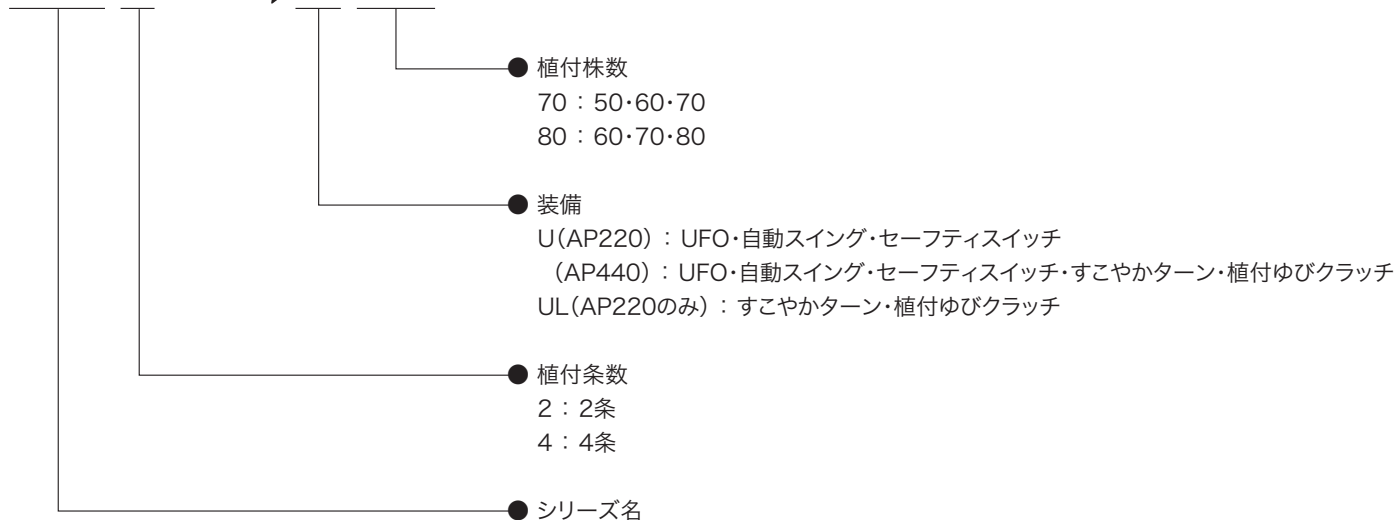 ● 植付株数
70：50･60･70
80：60･70･80
● 装備
U（AP220）：UFO･自動スイング･セーフティスイッチ
（AP440）：UFO･自動スイング･セーフティスイッチ･すこやかターン･植付ゆびクラッチ
UL（AP220のみ）：すこやかターン･植付ゆびクラッチ
● 植付条数
2：2条
4：4条
● シリーズ名